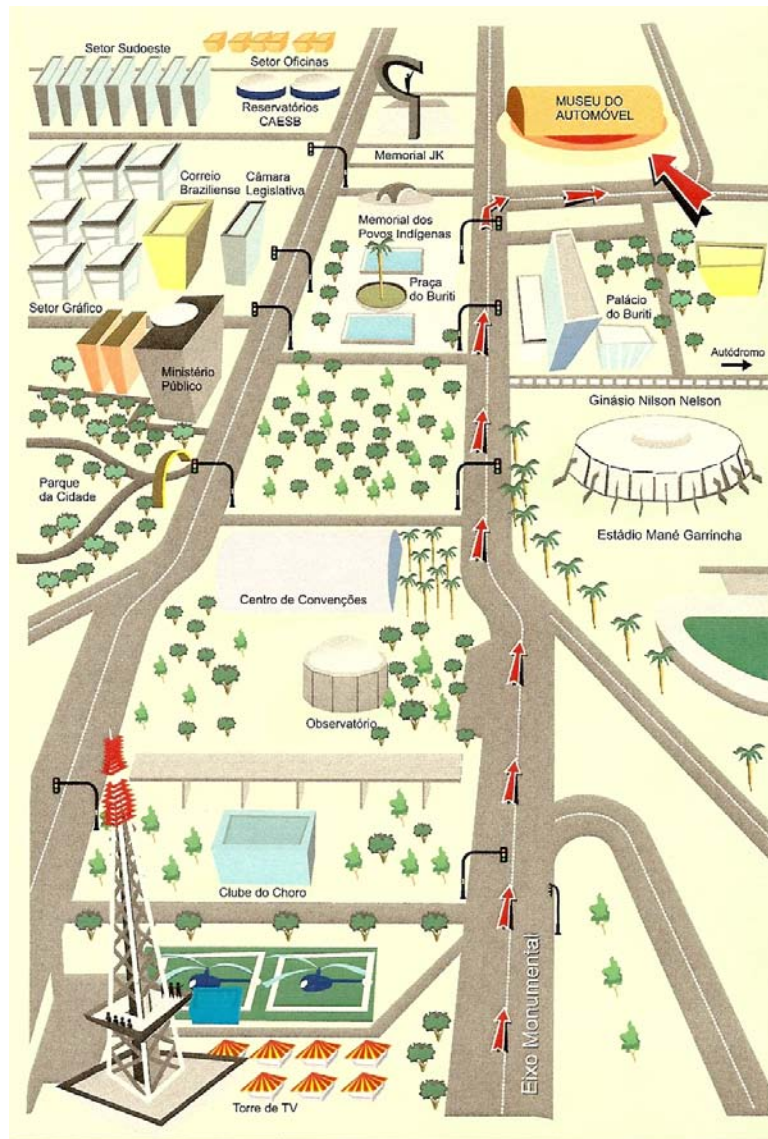 Setor Sudoeste
Setor Oficinas
Reservatórios
CAESB
MUSEU DO
AUTOMÓVEL
Memorial JK
Correio
Braziliense
Câmara
Legislativa
Memorial dos
Povos Indígenas
Praça
do Buriti
Setor Gráfico
Palácio
do Buriti
Ministério
Público
Autódromo
Ginásio Nilson Nelson
Parque
da Cidade
Estádio Mané Garrincha
Centro de Convenções
Observatório
Clube do Choro
Eixo Monumental
Torre de TV